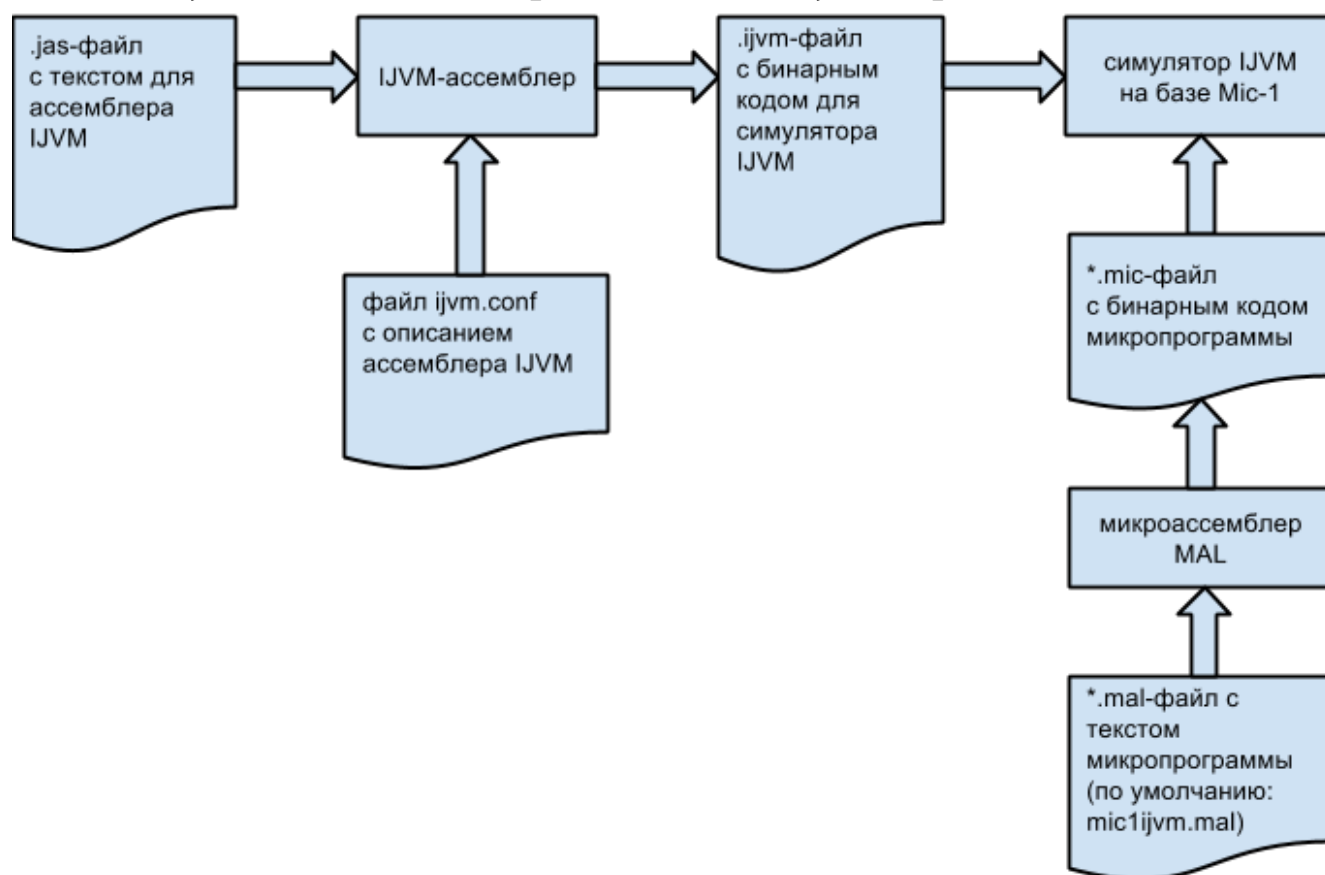 .jas-файл
с текстом для
ассемблера
IJVM
IJVM-ассемблер
.ijvm-файл
с бинарным
кодом для
симулятора
IJVM
симулятор IJVM
на базе Mic-1
файл ijvm.conf
с описанием
ассемблера IJVM
*.mic-файл
с бинарным кодом
микропрограммы
микроассемблер
MAL
*.mal-файл с
текстом
микропрограммы
(по умолчанию:
mic1ijvm.mal)